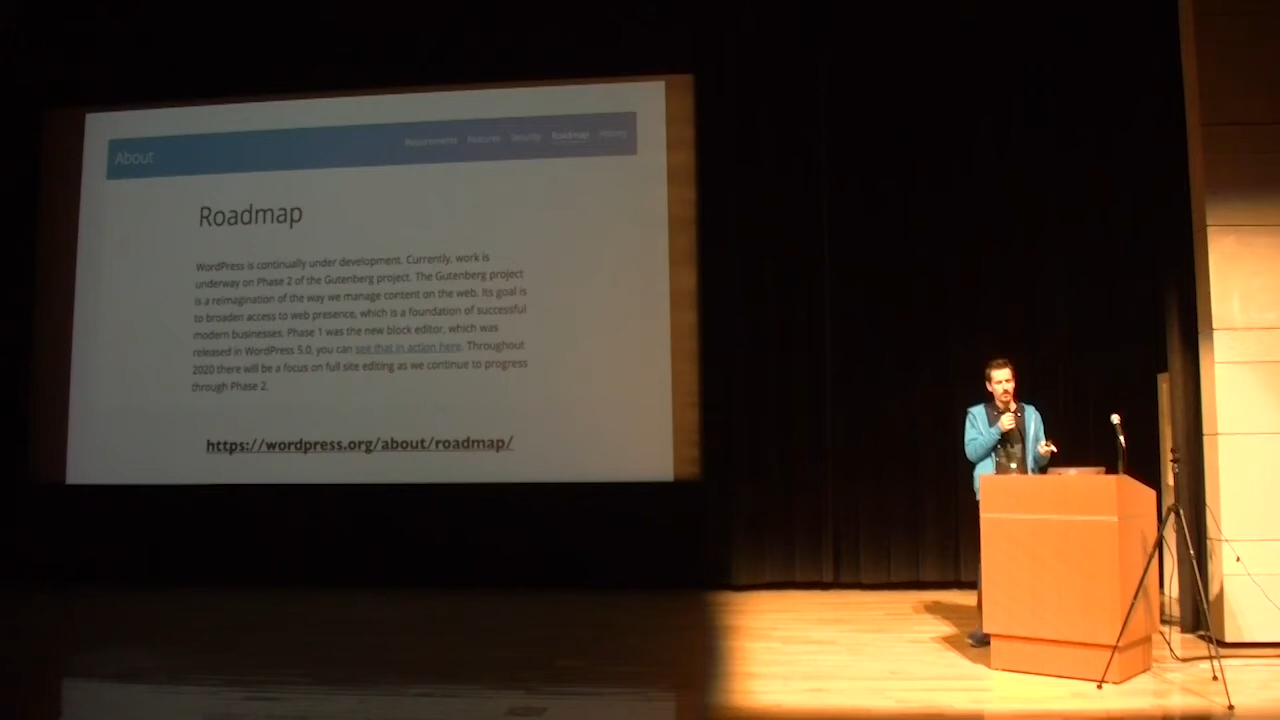 About
Requirements Features Security Roadmap History
Roadmap
WordPress is continually under development. Currently, work is
underway on Phase 2 of the Gutenberg project. The Gutenberg project
is a reimagination of the way we manage content on the web. Its goal is
to broaden access to web presence, which is a foundation of successful
modern businesses. Phase 1 was the new block editor, which was
released in WordPress 5.0, you can see that in action here. Throughout
2020 there will be a focus on full site editing as we continue to progress
through Phase 2.
https://wordpress.org/about/roadmap/